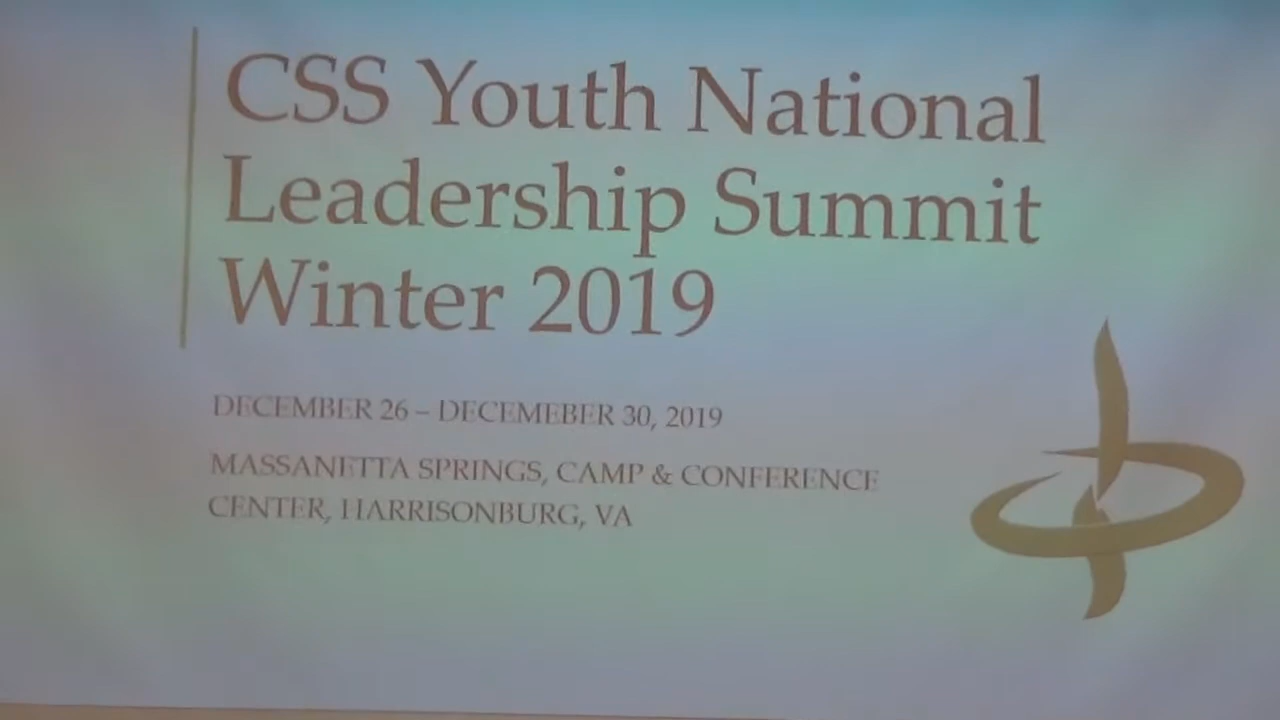 CSS Youth National
Leadership Summit
Winter 2019
DECEMBER 26 – DECEMEBER 30, 2019
MASSANETTA SPRINGS, CAMP & CONFERENCE
CENTER, HARRISONBURG, VA